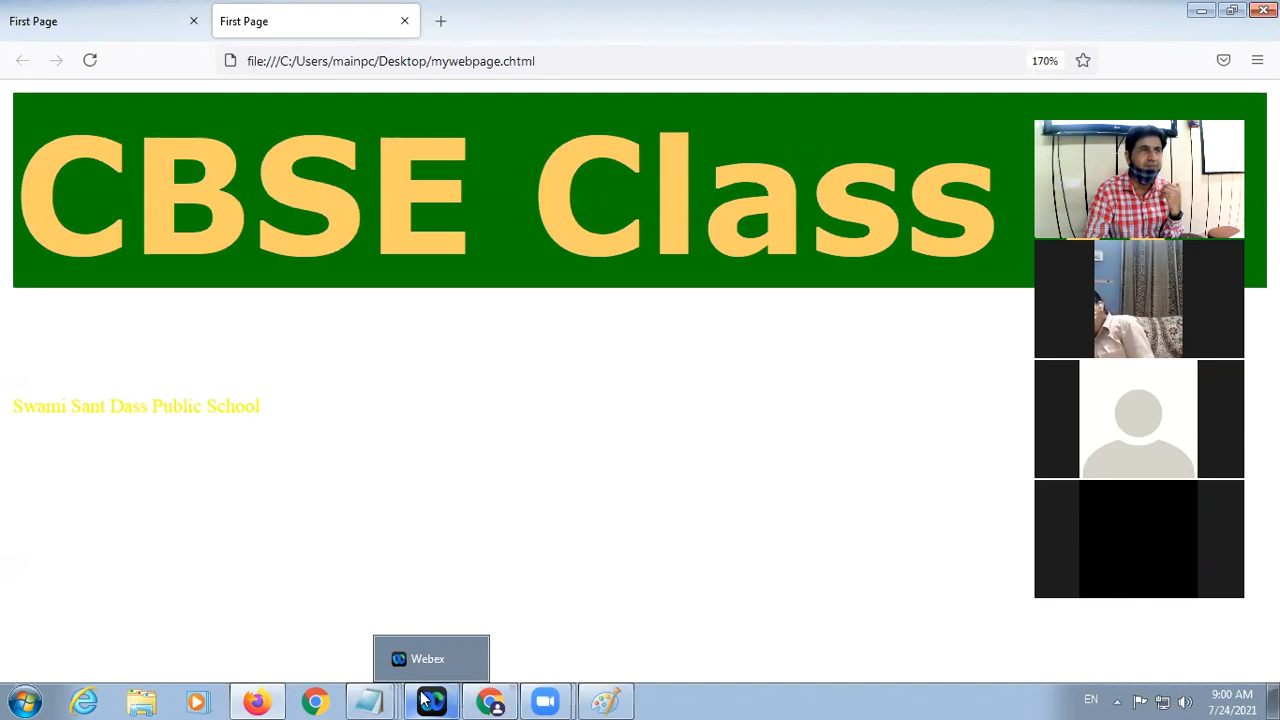 First Page
First Page
file:///C:/Users/mainpc/Desktop/mywebpage.chtml
170%
CBSE Class
Swami Sant Dass Public School
Webex
EN
9:00 AM
7/24/2021